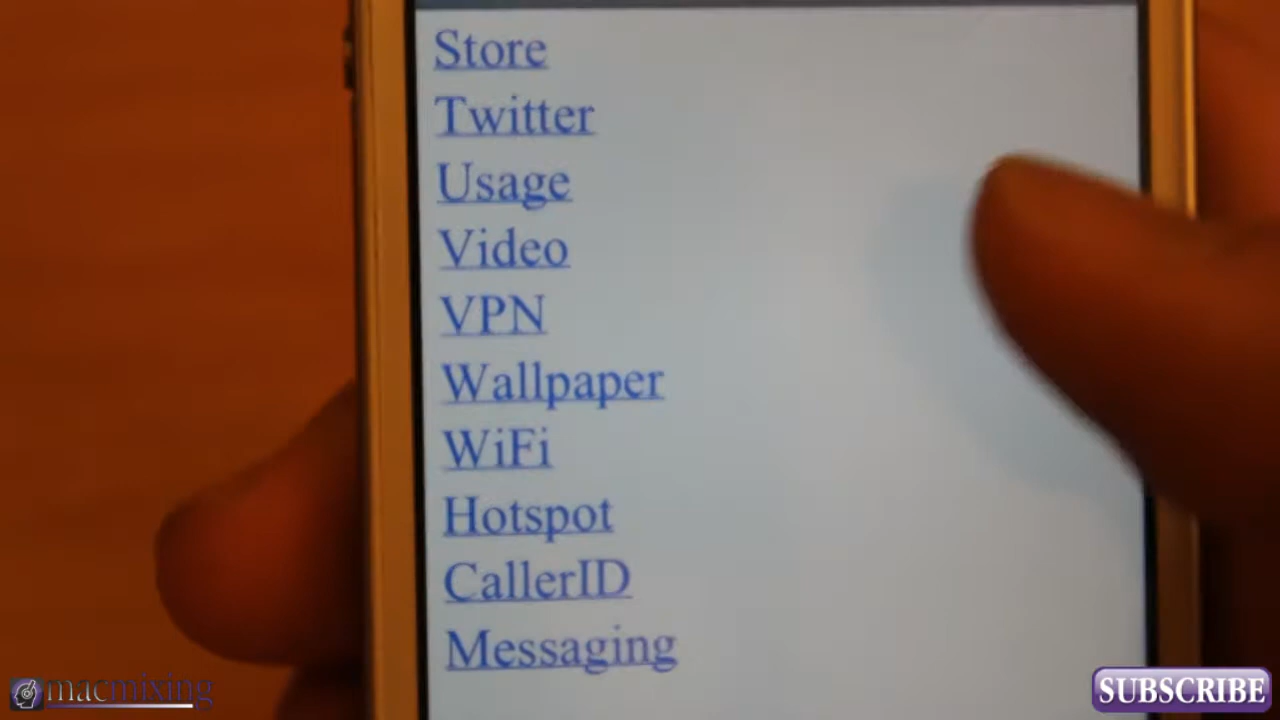 Store
Twitter
Usage
Video
VPN
Wallpaper
WiFi
Hotspot
CallerID
Messaging
macmixing
SUBSCRIBE